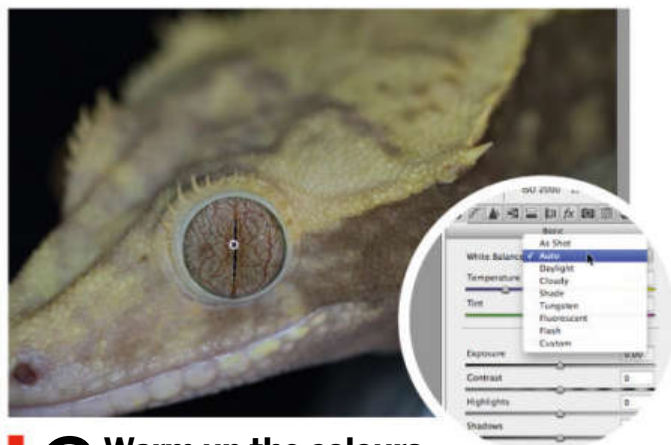 ISO 2000
fx
Basic
White Balance
As Shot
Auto
Daylight
Cloudy
Shade
Tungsten
Fluorescent
Flash
Custom
Temperature
Tint
Exposure
0.00
Contrast
0
Highlights
0
Shadows
Warm up the colours